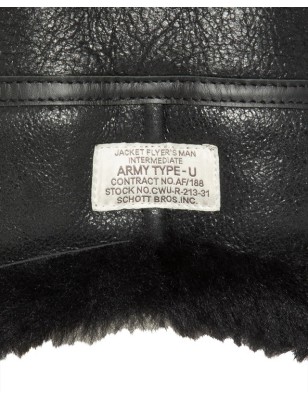 JACKET FLYER'S MAN
INTERMEDIATE
ARMY TYPE-U
CONTRACT NO.AF/188
STOCK NO.CWU-R-213-31
SCHOTT BROS.INC.